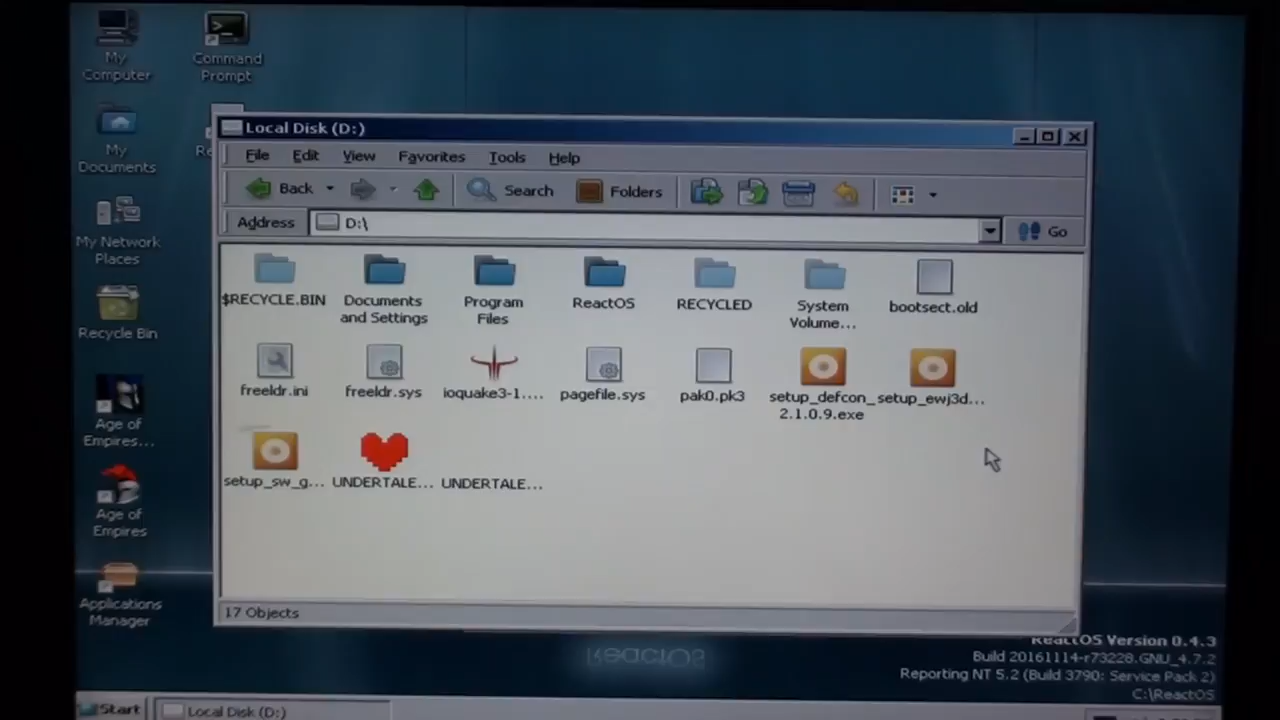 My
Computer
Command
Prompt
My
Documents
My Network
Places
Recycle Bin
Age of
Empires...
Age of
Empires
Applications
Manager
Local Disk (D:)
File Edit View Favorites Tools Help
Back Search Folders
Address D:\ Go
$RECYCLE.BIN
Documents
and Settings
Program
Files
ReactOS
RECYCLED
System
Volume...
bootsect.old
freeldr.ini
freeldr.sys
ioquake3-1....
pagefile.sys
pak0.pk3
setup_defcon_
2.1.0.9.exe
setup_ewj3d...
setup_sw_g...
UNDERTALE...
UNDERTALE...
17 Objects
ReactOS
ReactOS Version 0.4.3
Build 20161114-r73228.GNU_4.7.2
Reporting NT 5.2 (Build 3790: Service Pack 2)
C:\ReactOS
Start Local Disk (D:)